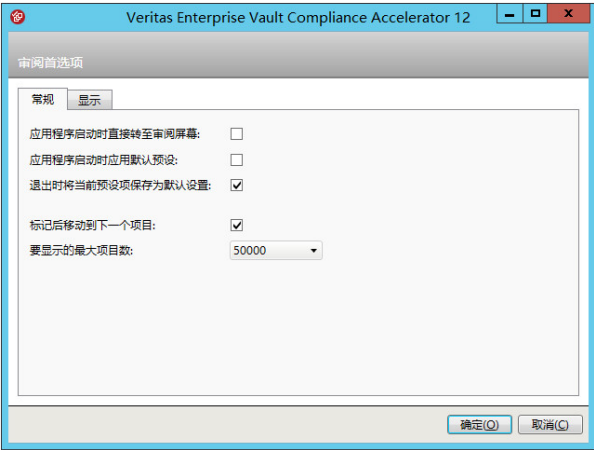 Veritas Enterprise Vault Compliance Accelerator 12
审阅首选项
常规 显示
应用程序启动时直接转至审阅屏幕:
应用程序启动时应用默认预设:
退出时将当前预设项保存为默认设置:
标记后移动到下一个项目:
要显示的最大项目数: 50000
确定(O) 取消(C)